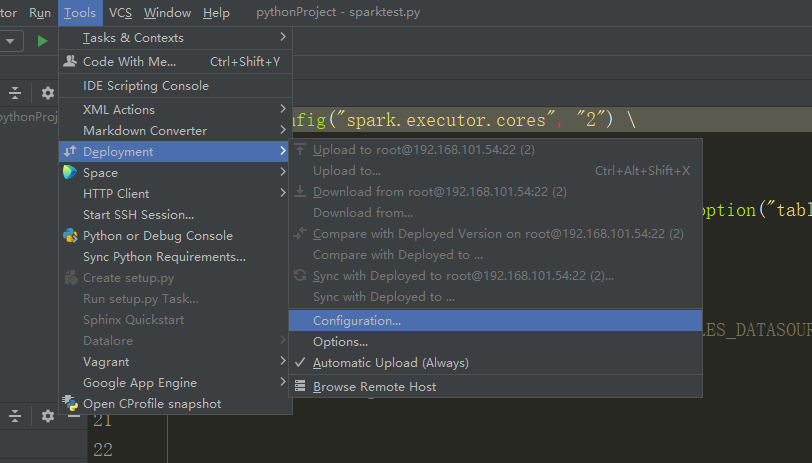 tor Run Tools VCS Window Help pythonProject - sparktest.py
Tasks & Contexts
Code With Me... Ctrl+Shift+Y
IDE Scripting Console
XML Actions
ythonProj
nfig("spark.executor.cores", "2") \
Markdown Converter
Deployment
Upload to root@192.168.101.54:22 (2)
Space
Upload to... Ctrl+Alt+Shift+X
HTTP Client
Download from root@192.168.101.54:22 (2)
Start SSH Session...
Download from...
option("tabl
Python or Debug Console
Compare with Deployed Version on root@192.168.101.54:22 (2)
Sync Python Requirements...
Compare with Deployed to ...
Create setup.py
Sync with Deployed to root@192.168.101.54:22 (2)...
Run setup.py Task...
Sync with Deployed to ...
Sphinx Quickstart
Configuration...
LES_DATASOUR
Datalore
Options...
Vagrant
Automatic Upload (Always)
Google App Engine
Browse Remote Host
Open CProfile snapshot
21
22